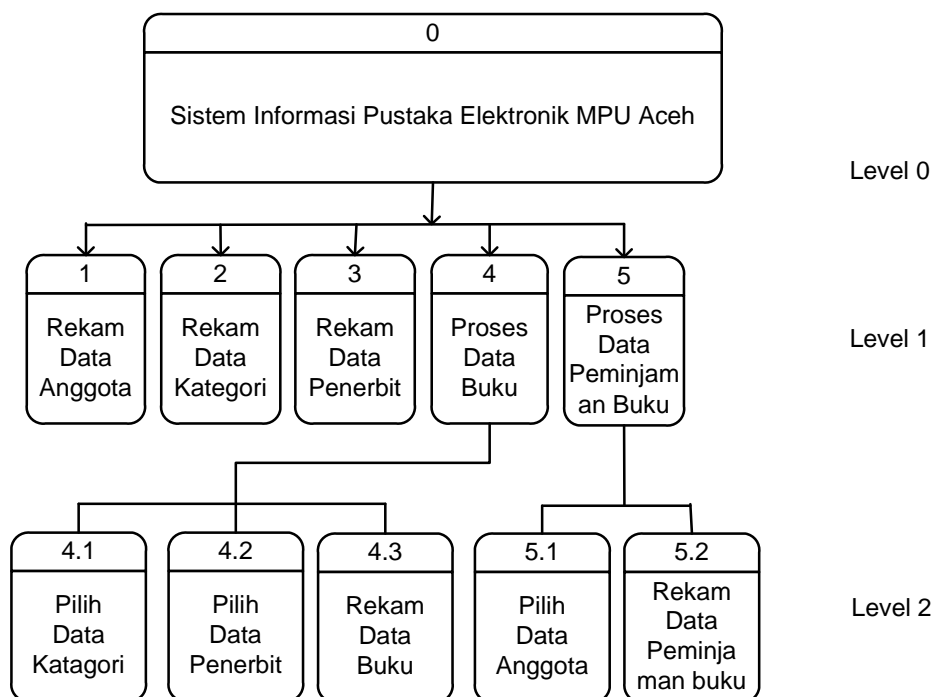 0
Sistem Informasi Pustaka Elektronik MPU Aceh
Level 0
1
Rekam
Data
Anggota
2
Rekam
Data
Kategori
3
Rekam
Data
Penerbit
4
Proses
Data
Buku
5
Proses
Data
Peminjam
an Buku
Level 1
4.1
Pilih
Data
Katagori
4.2
Pilih
Data
Penerbit
4.3
Rekam
Data
Buku
5.1
Pilih
Data
Anggota
5.2
Rekam
Data
Peminja
man buku
Level 2